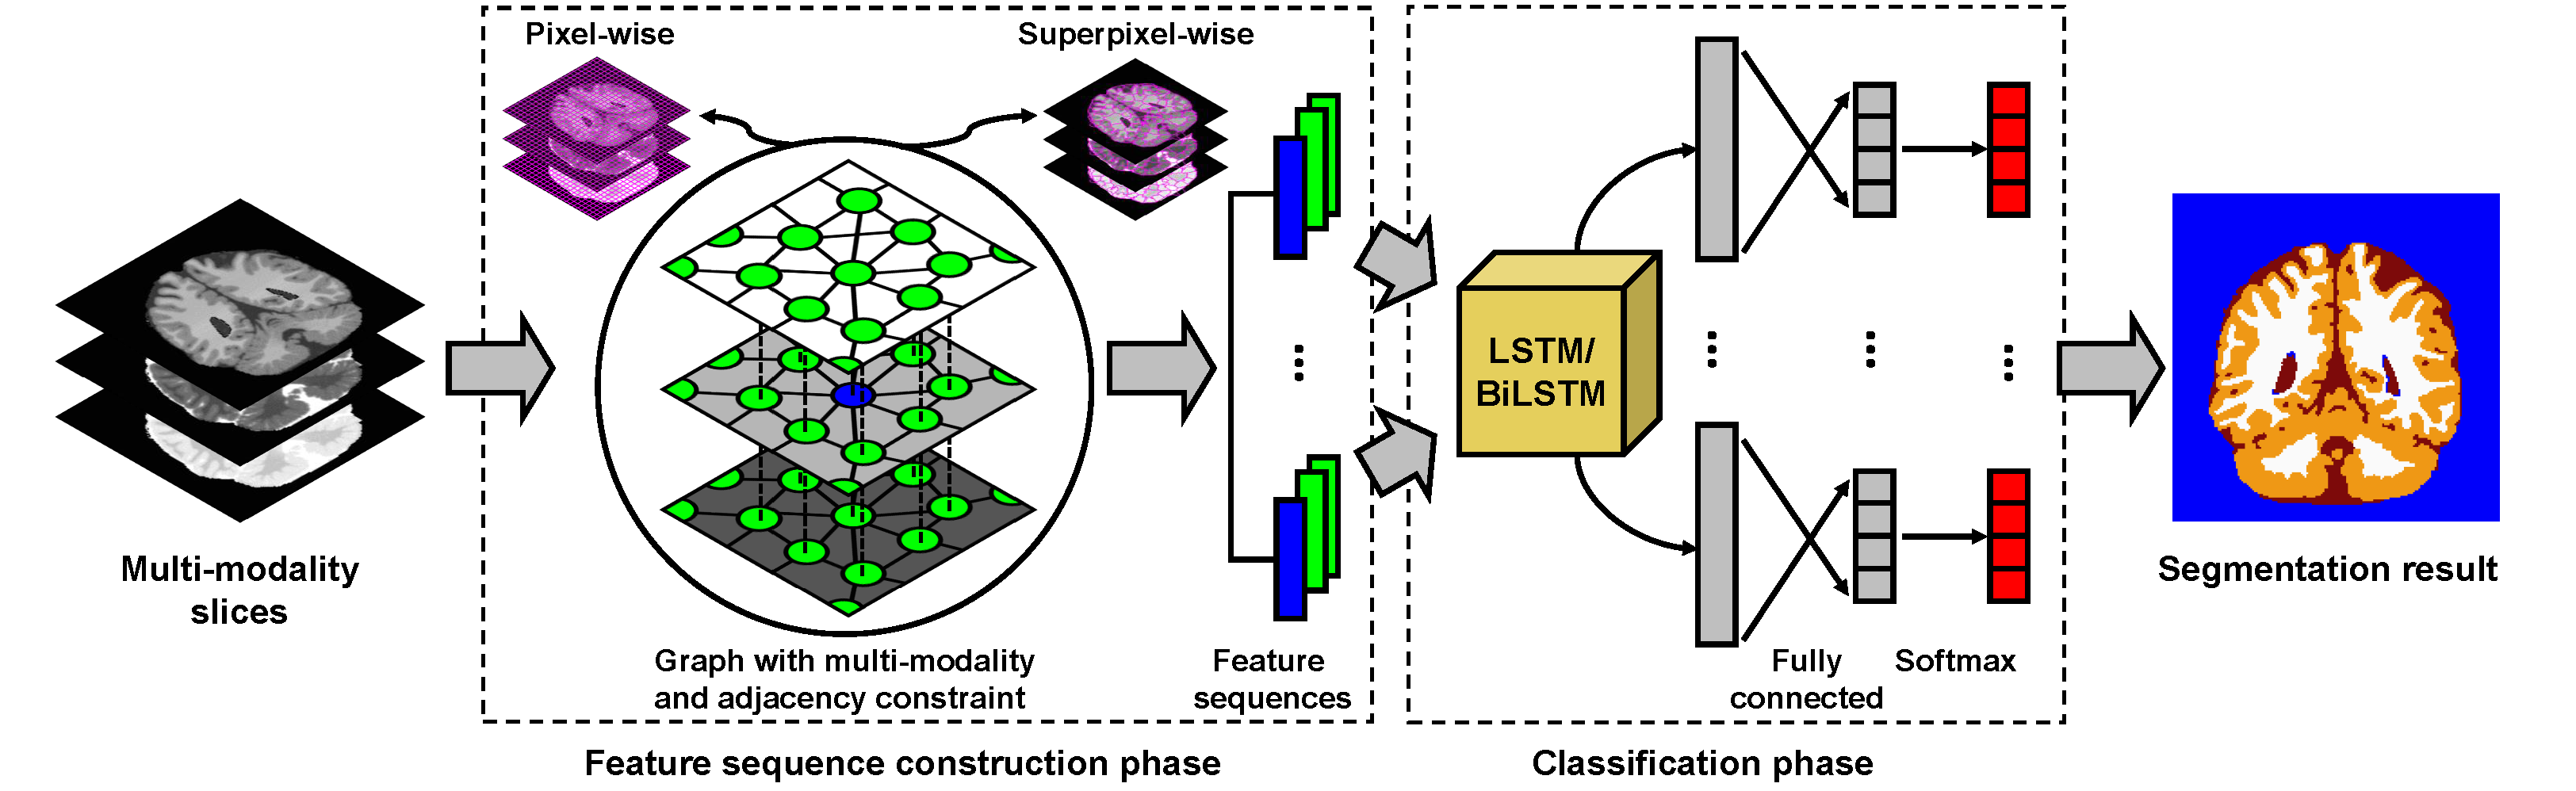 Pixel-wise
Superpixel-wise
Multi-modality
slices
Graph with multi-modality
and adjacency constraint
Feature
sequences
Feature sequence construction phase
LSTM/
BiLSTM
Fully
connected
Softmax
Classification phase
Segmentation result